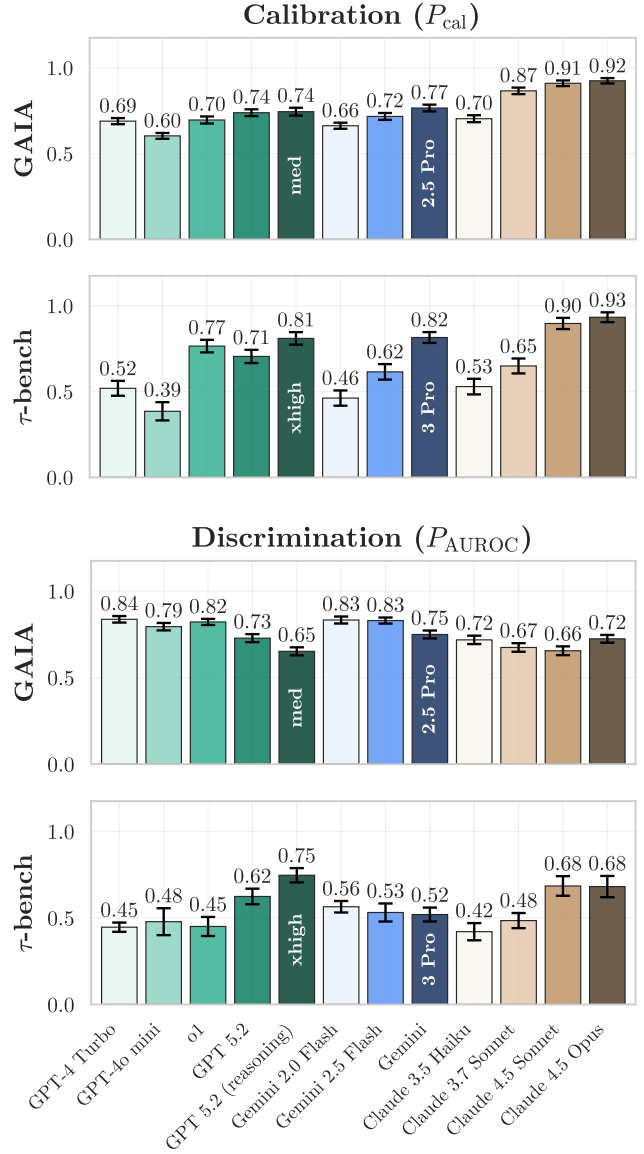 Calibration (P_cal)
GAIA
1.0
0.5
0.0
0.69 0.60 0.70 0.74 0.74 0.66 0.72 0.77 0.70 0.87 0.91 0.92
med
2.5 Pro
τ-bench
1.0
0.5
0.0
0.52 0.39 0.77 0.71 0.81 0.46 0.62 0.82 0.53 0.65 0.90 0.93
xhigh
3 Pro
Discrimination (P_AUROC)
GAIA
1.0
0.5
0.0
0.84 0.79 0.82 0.73 0.65 0.83 0.83 0.75 0.72 0.67 0.66 0.72
med
2.5 Pro
τ-bench
1.0
0.5
0.0
0.45 0.48 0.45 0.62 0.75 0.56 0.53 0.52 0.42 0.48 0.68 0.68
xhigh
3 Pro
GPT-4 Turbo
GPT-4o mini
o1
GPT 5.2
GPT 5.2 (reasoning)
Gemini 2.0 Flash
Gemini 2.5 Flash
Gemini
Claude 3.5 Haiku
Claude 3.7 Sonnet
Claude 4.5 Sonnet
Claude 4.5 Opus